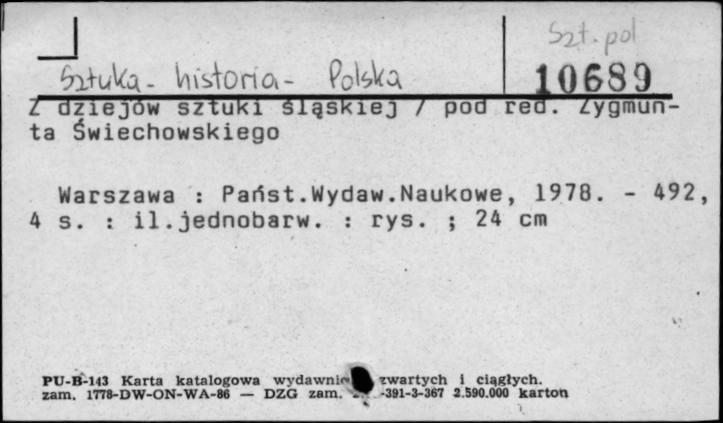 Szt. pol
Sztuka - historia - Polska 10689
Z dziejów sztuki śląskiej / pod red. Zygmun-
ta Świechowskiego
Warszawa : Państ.Wydaw.Naukowe, 1978. - 492,
4 s. : il.jednobarw. : rys. ; 24 cm
PU-B-143 Karta katalogowa zwartych i ciągłych.
zam. 1778-DW-ON-WA-86 — DZG zam. -391-3-367 2.590.000 karton